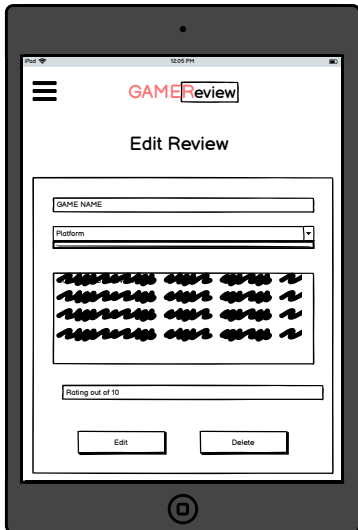 iPad 12:05 PM
GAMEReview
Edit Review
GAME NAME
Platform
Rating out of 10
Edit Delete